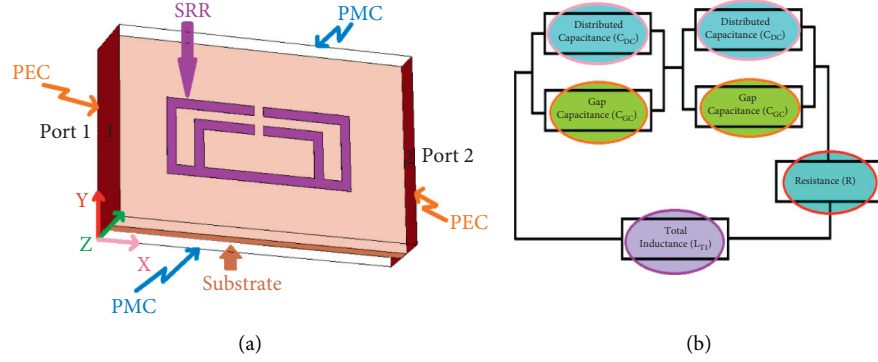 SRR
PMC
PEC
Port 1
1
Port 2
Y
Z
X
PEC
Substrate
PMC
(a)
Distributed
Capacitance (C_DC)
Distributed
Capacitance (C_DC)
Gap
Capacitance (C_GC)
Gap
Capacitance (C_GC)
Resistance (R)
Total
Inductance (L_T1)
(b)